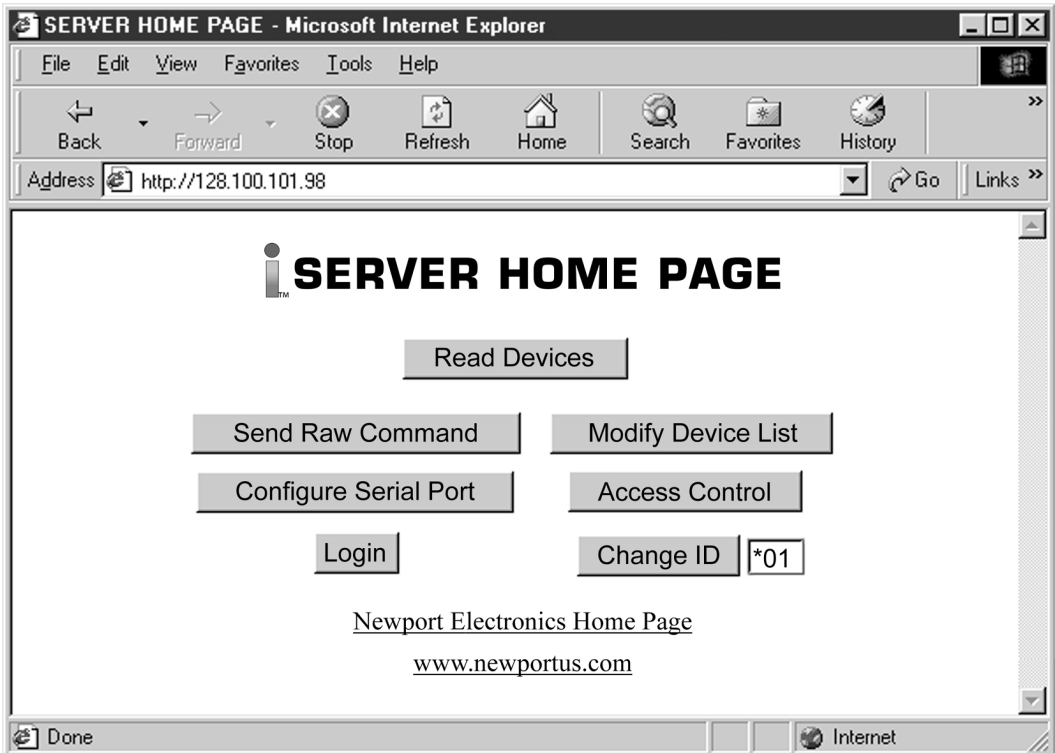 SERVER HOME PAGE - Microsoft Internet Explorer
File Edit View Favorites Tools Help
Back Forward Stop Refresh Home Search Favorites History »
Address http://128.100.101.98 Go Links »
i™ SERVER HOME PAGE
Read Devices
Send Raw Command Modify Device List
Configure Serial Port Access Control
Login Change ID *01
Newport Electronics Home Page
www.newportus.com
Done Internet